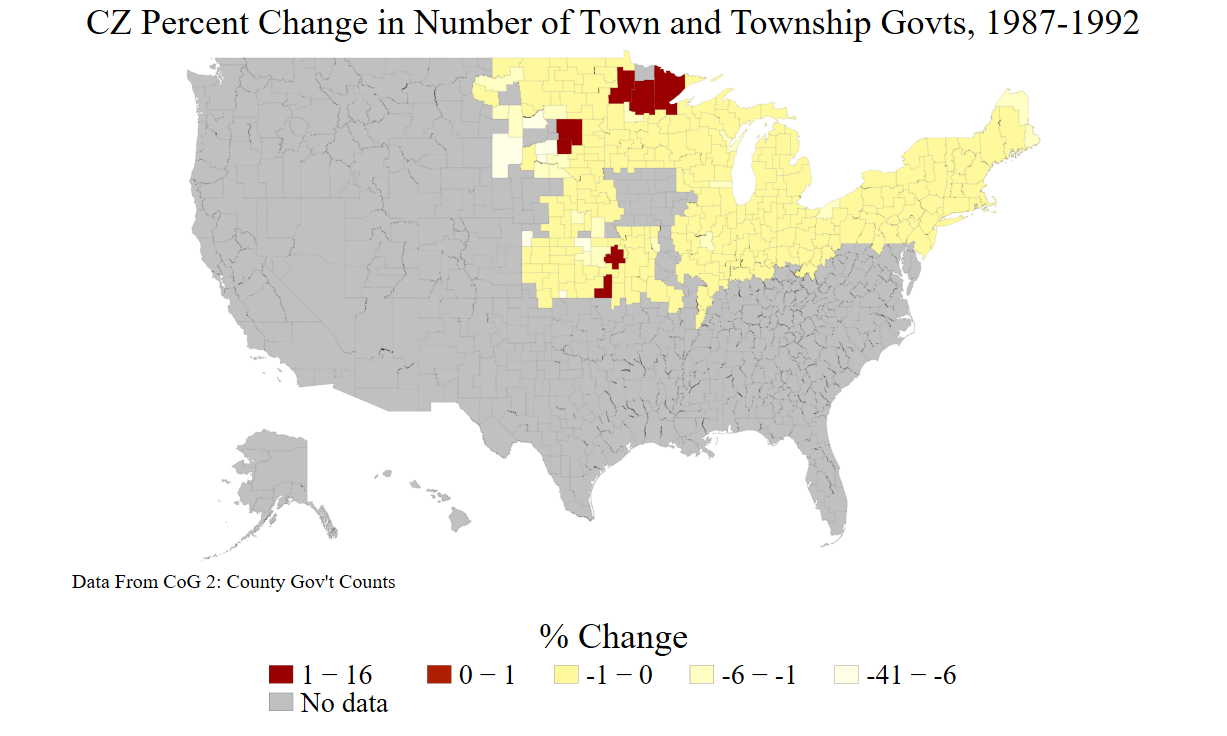 CZ Percent Change in Number of Town and Township Govts, 1987-1992
Data From CoG 2: County Gov't Counts
% Change
1 − 16 0 − 1 -1 − 0 -6 − -1 -41 − -6
No data